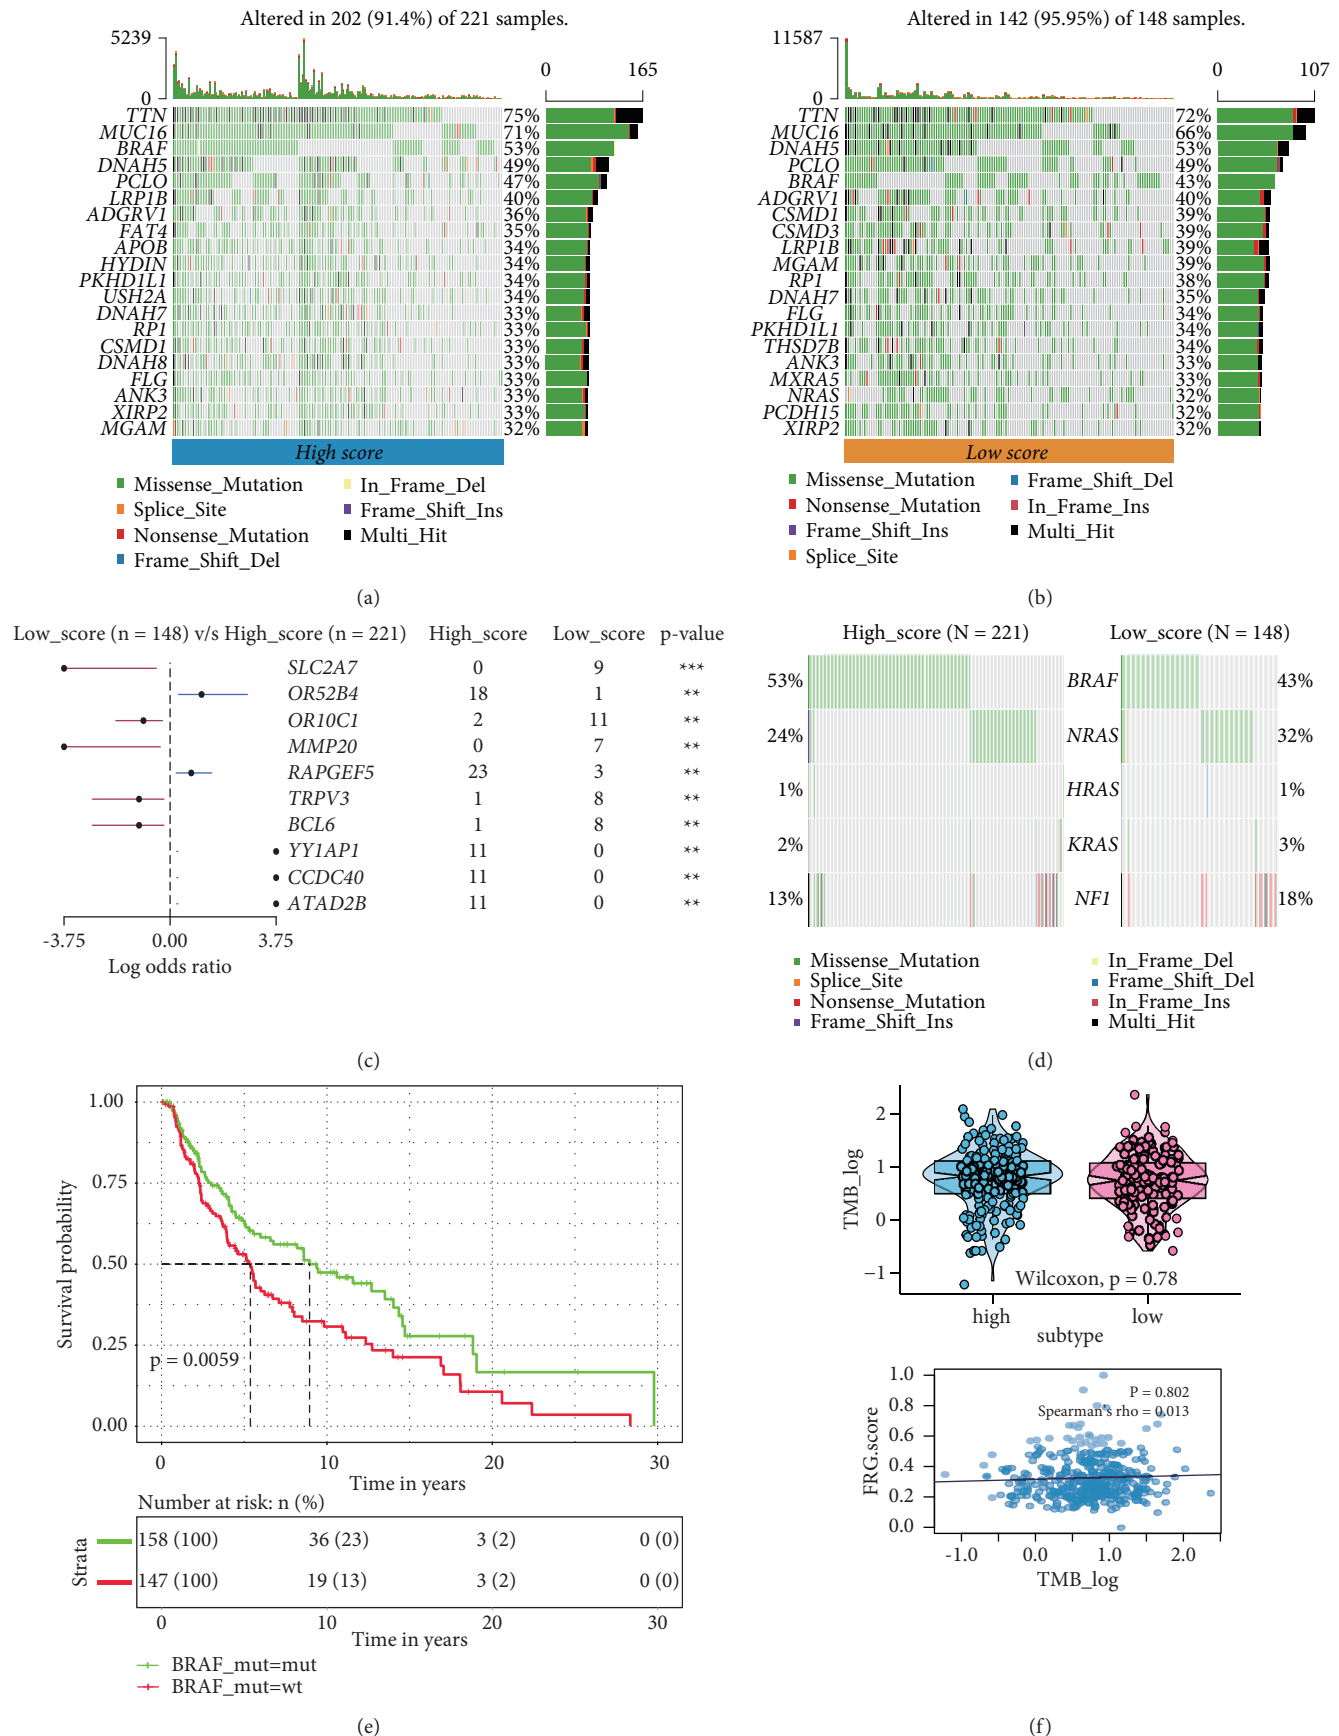 Altered in 202 (91.4%) of 221 samples.
5239
0
0 165
TTN 75%
MUC16 71%
BRAF 53%
DNAH5 49%
PCLO 47%
LRP1B 40%
ADGRV1 36%
FAT4 35%
APOB 34%
HYDIN 34%
PKHD1L1 34%
USH2A 34%
DNAH7 33%
RP1 33%
CSMD1 33%
DNAH8 33%
FLG 33%
ANK3 33%
XIRP2 33%
MGAM 32%
High score
Missense_Mutation
Splice_Site
Nonsense_Mutation
Frame_Shift_Del
In_Frame_Del
Frame_Shift_Ins
Multi_Hit
(a)
Altered in 142 (95.95%) of 148 samples.
11587
0
0 107
TTN 72%
MUC16 66%
DNAH5 53%
PCLO 49%
BRAF 43%
ADGRV1 40%
CSMD1 39%
CSMD3 39%
LRP1B 39%
MGAM 39%
RP1 38%
DNAH7 35%
FLG 34%
PKHD1L1 34%
THSD7B 34%
ANK3 33%
MXRA5 33%
NRAS 32%
PCDH15 32%
XIRP2 32%
Low score
Missense_Mutation
Nonsense_Mutation
Frame_Shift_Ins
Splice_Site
Frame_Shift_Del
In_Frame_Ins
Multi_Hit
(b)
Low_score (n = 148) v/s High_score (n = 221) High_score Low_score p-value
SLC2A7 0 9 ***
OR52B4 18 1 **
OR10C1 2 11 **
MMP20 0 7 **
RAPGEF5 23 3 **
TRPV3 1 8 **
BCL6 1 8 **
YY1AP1 11 0 **
CCDC40 11 0 **
ATAD2B 11 0 **
-3.75 0.00 3.75
Log odds ratio
(c)
High_score (N = 221) Low_score (N = 148)
53% BRAF 43%
24% NRAS 32%
1% HRAS 1%
2% KRAS 3%
13% NF1 18%
Missense_Mutation
Splice_Site
Nonsense_Mutation
Frame_Shift_Ins
In_Frame_Del
Frame_Shift_Del
In_Frame_Ins
Multi_Hit
(d)
Survival probability
1.00
0.75
0.50
0.25
0.00
p = 0.0059
0 10 20 30
Time in years
Number at risk: n (%)
Strata
158 (100) 36 (23) 3 (2) 0 (0)
147 (100) 19 (13) 3 (2) 0 (0)
0 10 20 30
Time in years
BRAF_mut=mut
BRAF_mut=wt
(e)
TMB_log
2
1
0
−1
Wilcoxon, p = 0.78
high low
subtype
FRG.score
1.0
0.8
0.6
0.4
0.2
0.0
P = 0.802
Spearman's rho = 0.013
-1.0 0.0 1.0 2.0
TMB_log
(f)